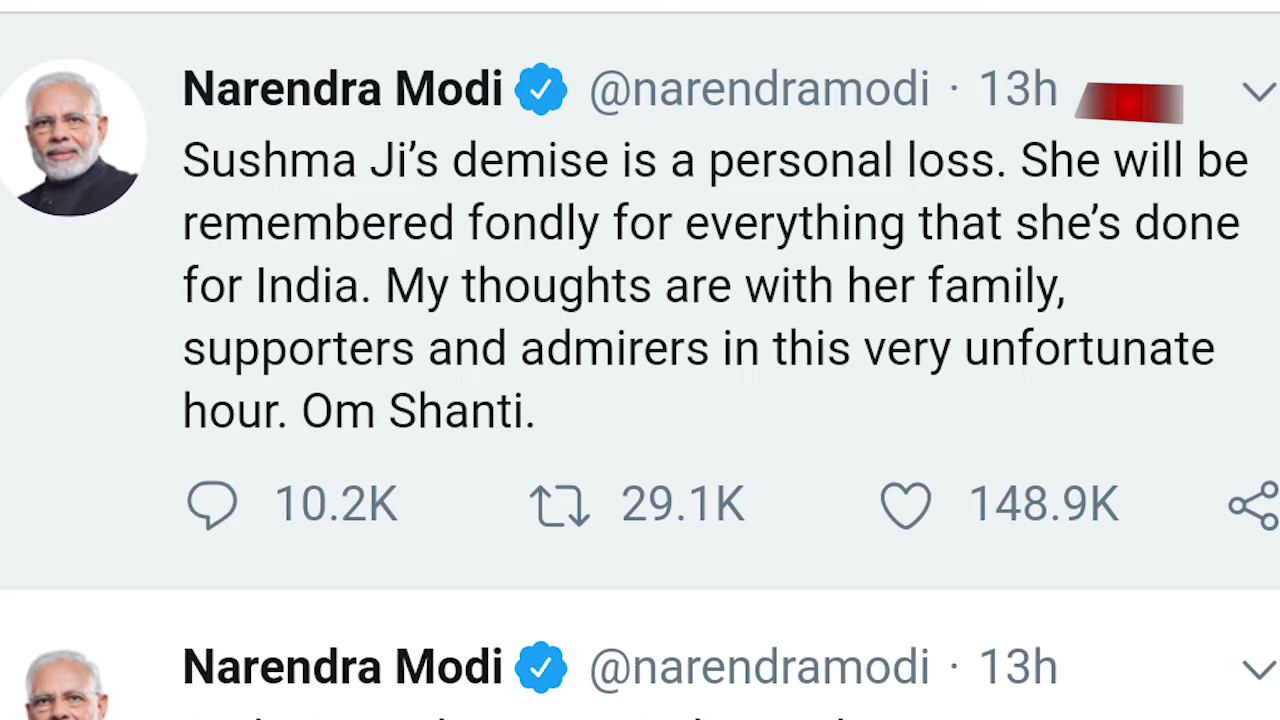 Narendra Modi @narendramodi · 13h
Sushma Ji’s demise is a personal loss. She will be
remembered fondly for everything that she’s done
for India. My thoughts are with her family,
supporters and admirers in this very unfortunate
hour. Om Shanti.
10.2K 29.1K 148.9K
Narendra Modi @narendramodi · 13h